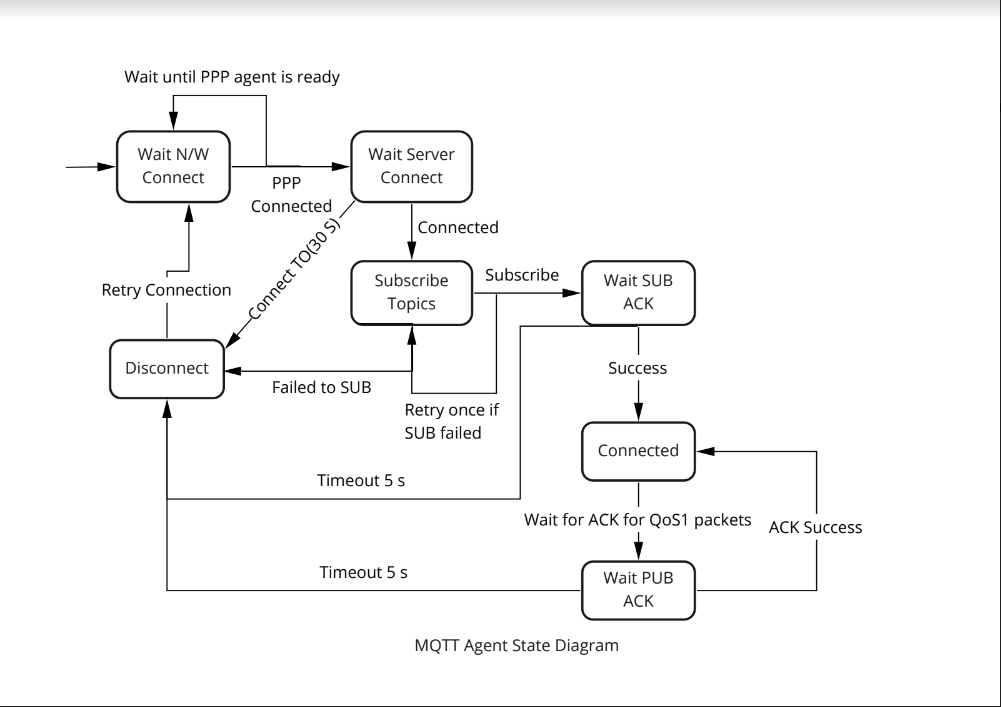 Wait until PPP agent is ready
Wait N/W
Connect
Wait Server
Connect
PPP
Connected
Connected
Connect TO(30 S)
Subscribe
Topics
Subscribe
Wait SUB
ACK
Retry Connection
Disconnect
Failed to SUB
Success
Retry once if
SUB failed
Connected
Timeout 5 s
Wait for ACK for QoS1 packets
ACK Success
Timeout 5 s
Wait PUB
ACK
MQTT Agent State Diagram